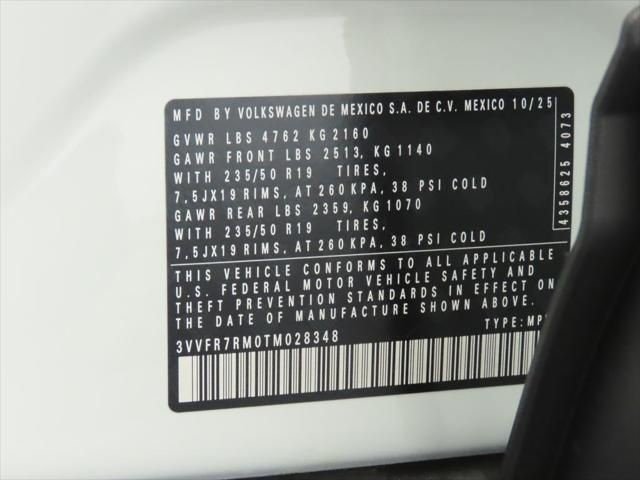 MFD BY VOLKSWAGEN DE MEXICO S.A. DE C.V. MEXICO 10/25
GVWR LBS 4762 KG 2160
GAWR FRONT LBS 2513, KG 1140
WITH 235/50 R19 TIRES,
7,5JX19 RIMS, AT 260 KPA, 38 PSI COLD
GAWR REAR LBS 2359, KG 1070
WITH 235/50 R19 TIRES,
7,5JX19 RIMS, AT 260 KPA, 38 PSI COLD
THIS VEHICLE CONFORMS TO ALL APPLICABLE
U.S. FEDERAL MOTOR VEHICLE SAFETY AND
THEFT PREVENTION STANDARDS IN EFFECT ON
THE DATE OF MANUFACTURE SHOWN ABOVE.
3VVFR7RM0TM028348 TYPE:
4358625 4073